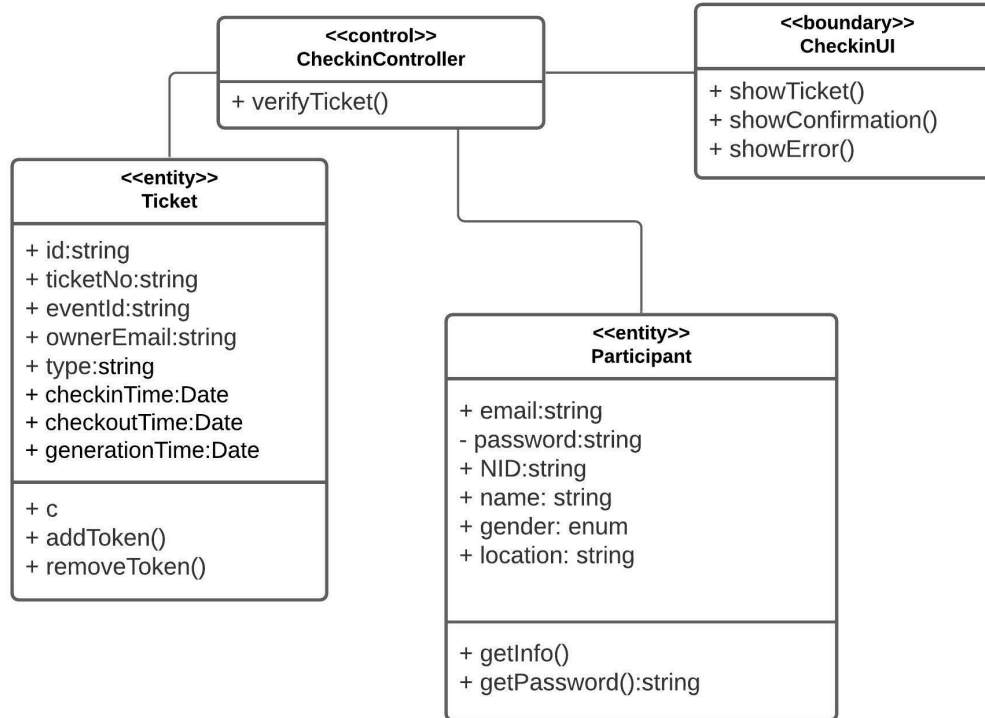 <<control>>
CheckinController
+ verifyTicket()
<<boundary>>
CheckinUI
+ showTicket()
+ showConfirmation()
+ showError()
<<entity>>
Ticket
+ id:string
+ ticketNo:string
+ eventId:string
+ ownerEmail:string
+ type:string
+ checkinTime:Date
+ checkoutTime:Date
+ generationTime:Date
+ c
+ addToken()
+ removeToken()
<<entity>>
Participant
+ email:string
- password:string
+ NID:string
+ name: string
+ gender: enum
+ location: string
+ getInfo()
+ getPassword():string